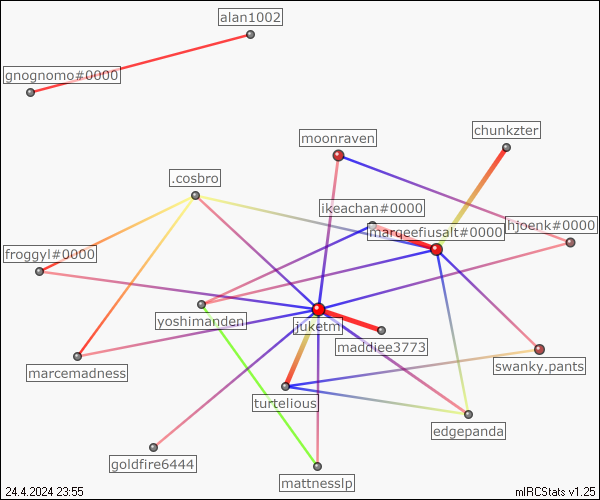 alan1002
gnognomo#0000
chunkzter
moonraven
.cosbro
ikeachan#0000
hjoenk#0000
marqeefiusalt#0000
froggyl#0000
yoshimanden
juketm
maddiee3773
swanky.pants
marcemadness
turtelious
edgepanda
goldfire6444
mattnesslp
24.4.2024 23:55
mIRCStats v1.25